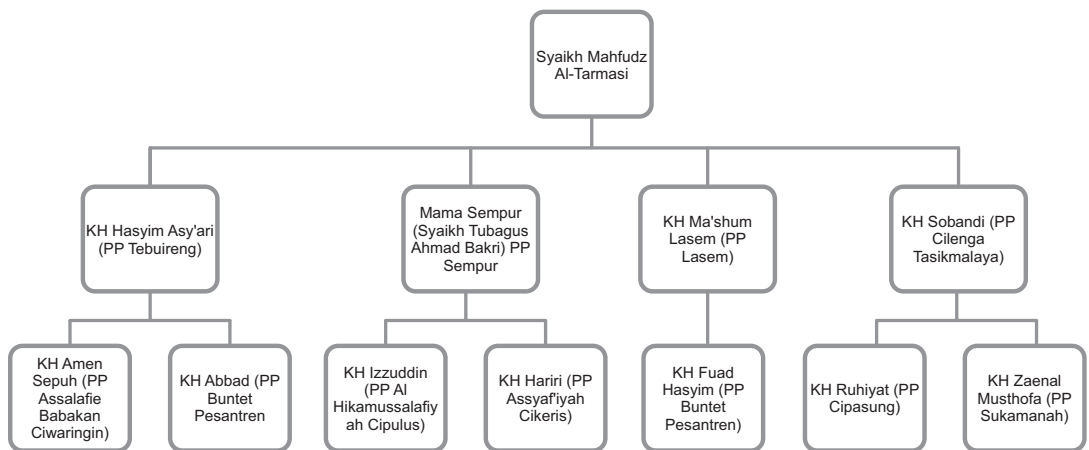 Syaikh Mahfudz
Al-Tarmasi
KH Hasyim Asy'ari
(PP Tebuireng)
Mama Sempur
(Syaikh Tubagus
Ahmad Bakri) PP
Sempur
KH Ma'shum
Lasem (PP
Lasem)
KH Sobandi (PP
Cilenga
Tasikmalaya)
KH Amen
Sepuh (PP
Assalafie
Babakan
Ciwaringin)
KH Abbad (PP
Buntet
Pesantren
KH Izzuddin
(PP Al
Hikamussalafiy
ah Cipulus)
KH Hariri (PP
Assyaf'iyah
Cikeris)
KH Fuad
Hasyim (PP
Buntet
Pesantren)
KH Ruhiyat (PP
Cipasung)
KH Zaenal
Musthofa (PP
Sukamanah)